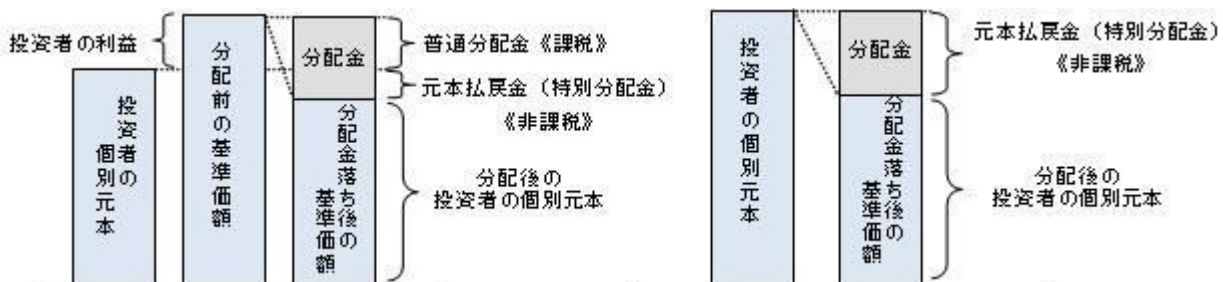 投資者の利益
投資者の
個別元本
分配前の基準価額
分配金
分配金落ち後の
基準価の額
普通分配金《課税》
元本払戻金（特別分配金）
《非課税》
分配後の
投資者の個別元本
投資者の個別元本
分配金
分配金落ち後の
基準価額
元本払戻金（特別分配金）
《非課税》
分配後の
投資者の個別元本